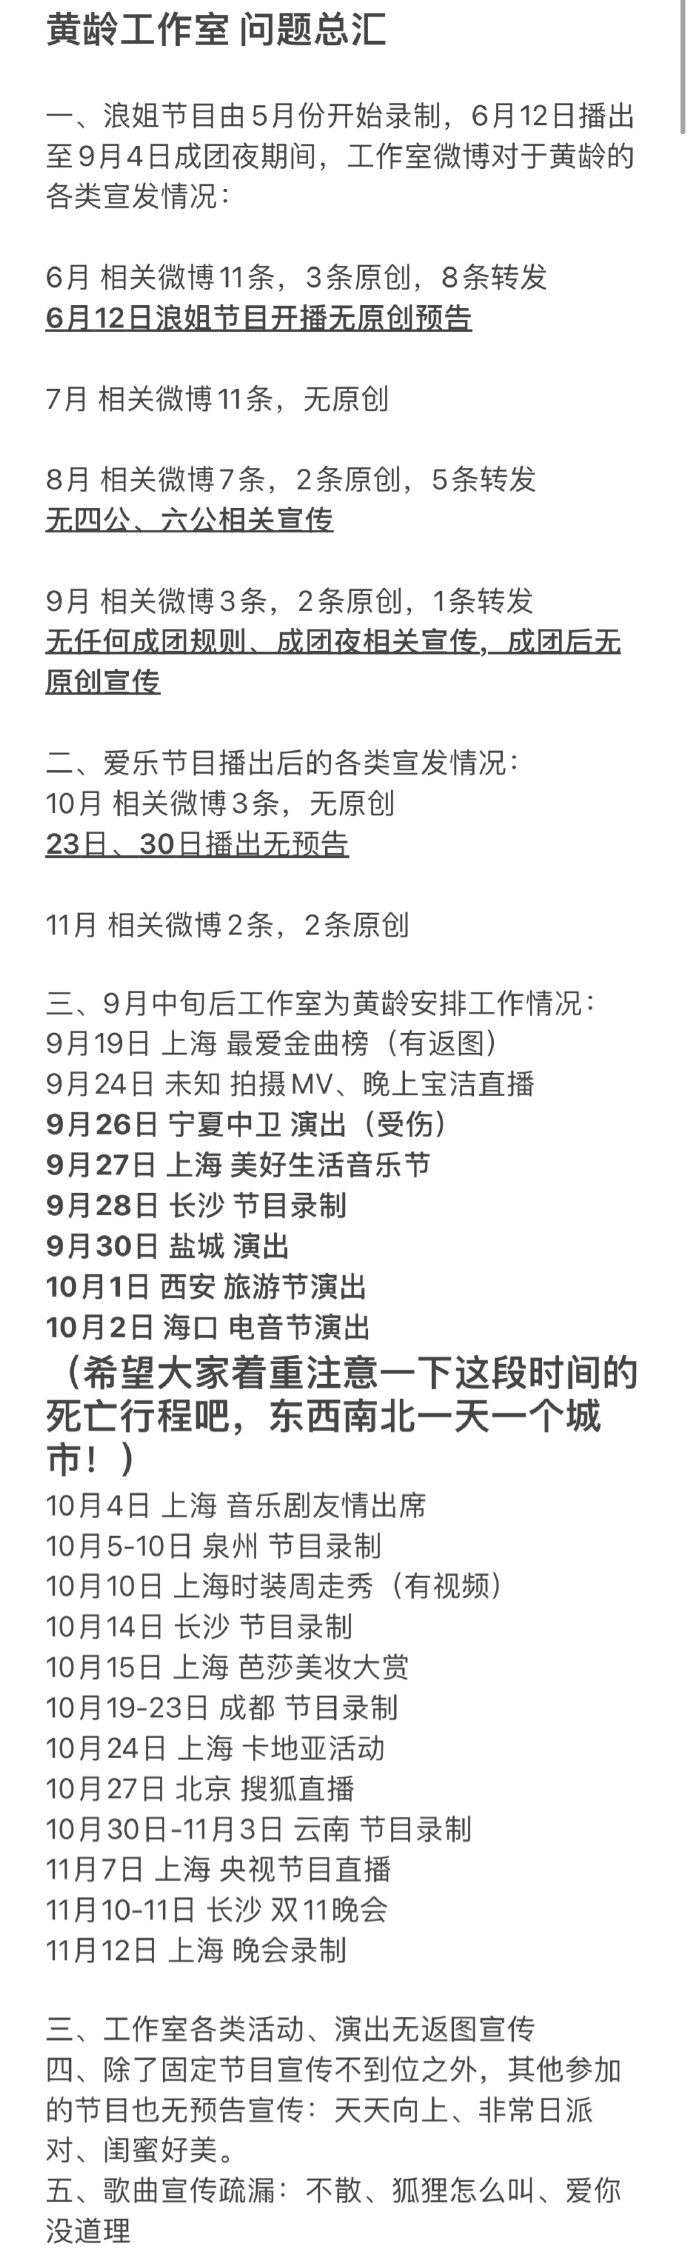 黄龄工作室 问题总汇
一、浪姐节目由5月份开始录制，6月12日播出
至9月4日成团夜期间，工作室微博对于黄龄的
各类宣发情况：
6月 相关微博11条，3条原创，8条转发
6月12日浪姐节目开播无原创预告
7月 相关微博11条，无原创
8月 相关微博7条，2条原创，5条转发
无四公、六公相关宣传
9月 相关微博3条，2条原创，1条转发
无任何成团规则、成团夜相关宣传，成团后无
原创宣传
二、爱乐节目播出后的各类宣发情况：
10月 相关微博3条，无原创
23日、30日播出无预告
11月 相关微博2条，2条原创
三、9月中旬后工作室为黄龄安排工作情况：
9月19日 上海 最爱金曲榜（有返图）
9月24日 未知 拍摄MV、晚上宝洁直播
9月26日 宁夏中卫 演出（受伤）
9月27日 上海 美好生活音乐节
9月28日 长沙 节目录制
9月30日 盐城 演出
10月1日 西安 旅游节演出
10月2日 海口 电音节演出
（希望大家着重注意一下这段时间的
死亡行程吧，东西南北一天一个城
市！）
10月4日 上海 音乐剧友情出席
10月5-10日 泉州 节目录制
10月10日 上海时装周走秀（有视频）
10月14日 长沙 节目录制
10月15日 上海 芭莎美妆大赏
10月19-23日 成都 节目录制
10月24日 上海 卡地亚活动
10月27日 北京 搜狐直播
10月30日-11月3日 云南 节目录制
11月7日 上海 央视节目直播
11月10-11日 长沙 双11晚会
11月12日 上海 晚会录制
三、工作室各类活动、演出无返图宣传
四、除了固定节目宣传不到位之外，其他参加
的节目也无预告宣传：天天向上、非常日派
对、闺蜜好美。
五、歌曲宣传疏漏：不散、狐狸怎么叫、爱你
没道理